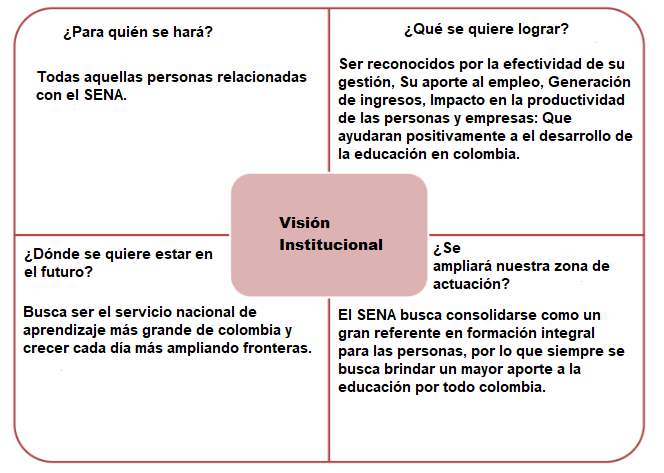 ¿Para quién se hará?
Todas aquellas personas relacionadas
con el SENA.
¿Qué se quiere lograr?
Ser reconocidos por la efectividad de su
gestión, Su aporte al empleo, Generación
de ingresos, Impacto en la productividad
de las personas y empresas: Que
ayudaran positivamente a el desarrollo de
la educación en colombia.
Visión
Institucional
¿Dónde se quiere estar en
el futuro?
Busca ser el servicio nacional de
aprendizaje más grande de colombia y
crecer cada día más ampliando fronteras.
¿Se
ampliará nuestra zona de
actuación?
El SENA busca consolidarse como un
gran referente en formación integral
para las personas, por lo que siempre se
busca brindar un mayor aporte a la
educación por todo colombia.